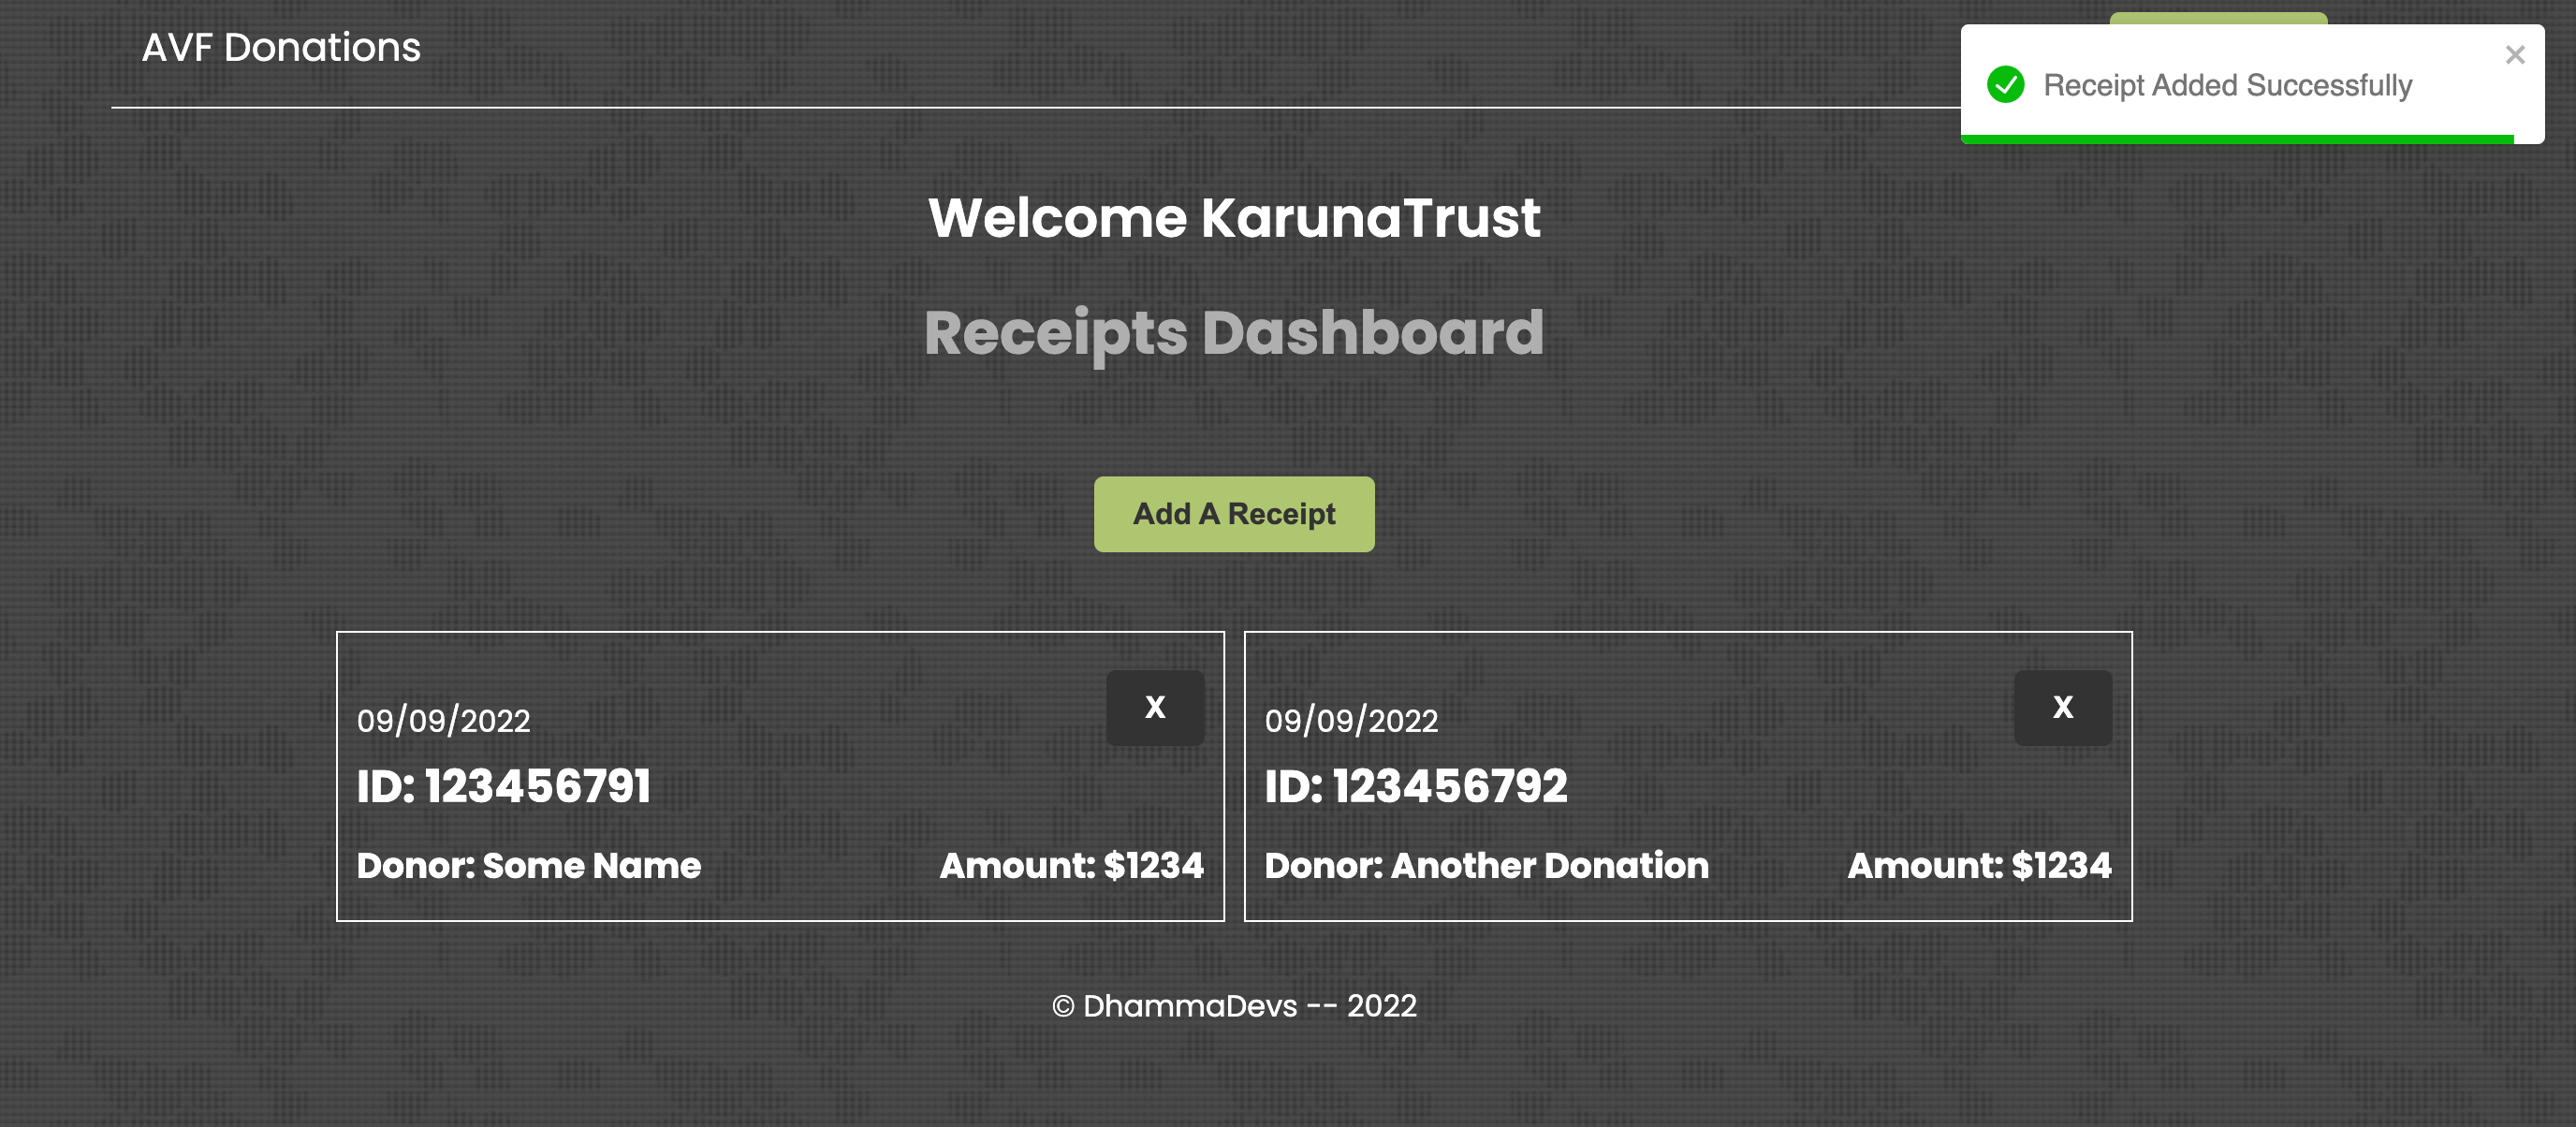 AVF Donations
Receipt Added Successfully
Welcome KarunaTrust
Receipts Dashboard
Add A Receipt
09/09/2022
X
ID: 123456791
Donor: Some Name
Amount: $1234
09/09/2022
X
ID: 123456792
Donor: Another Donation
Amount: $1234
© DhammaDevs -- 2022